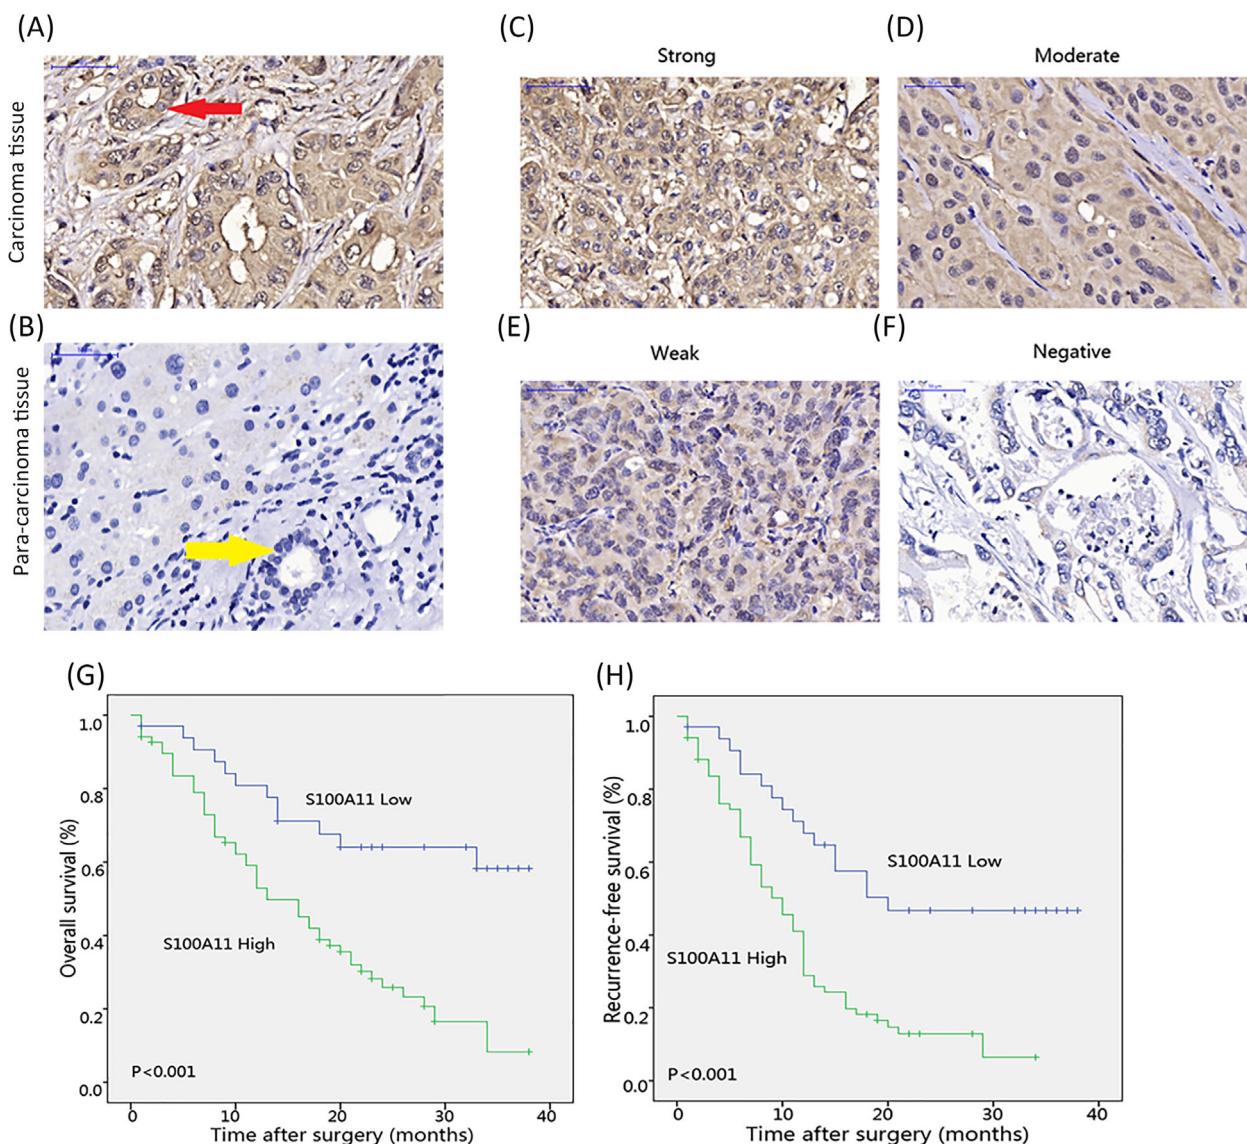 (A)
Carcinoma tissue
(B)
Para-carcinoma tissue
(C)
Strong
(D)
Moderate
(E)
Weak
(F)
Negative
(G)
1.0
0.8
0.6
0.4
0.2
0.0
Overall survival (%)
S100A11 Low
S100A11 High
P<0.001
0
10
20
30
40
Time after surgery (months)
(H)
1.0
0.8
0.6
0.4
0.2
0.0
Recurrence-free survival (%)
S100A11 Low
S100A11 High
P<0.001
0
10
20
30
40
Time after surgery (months)